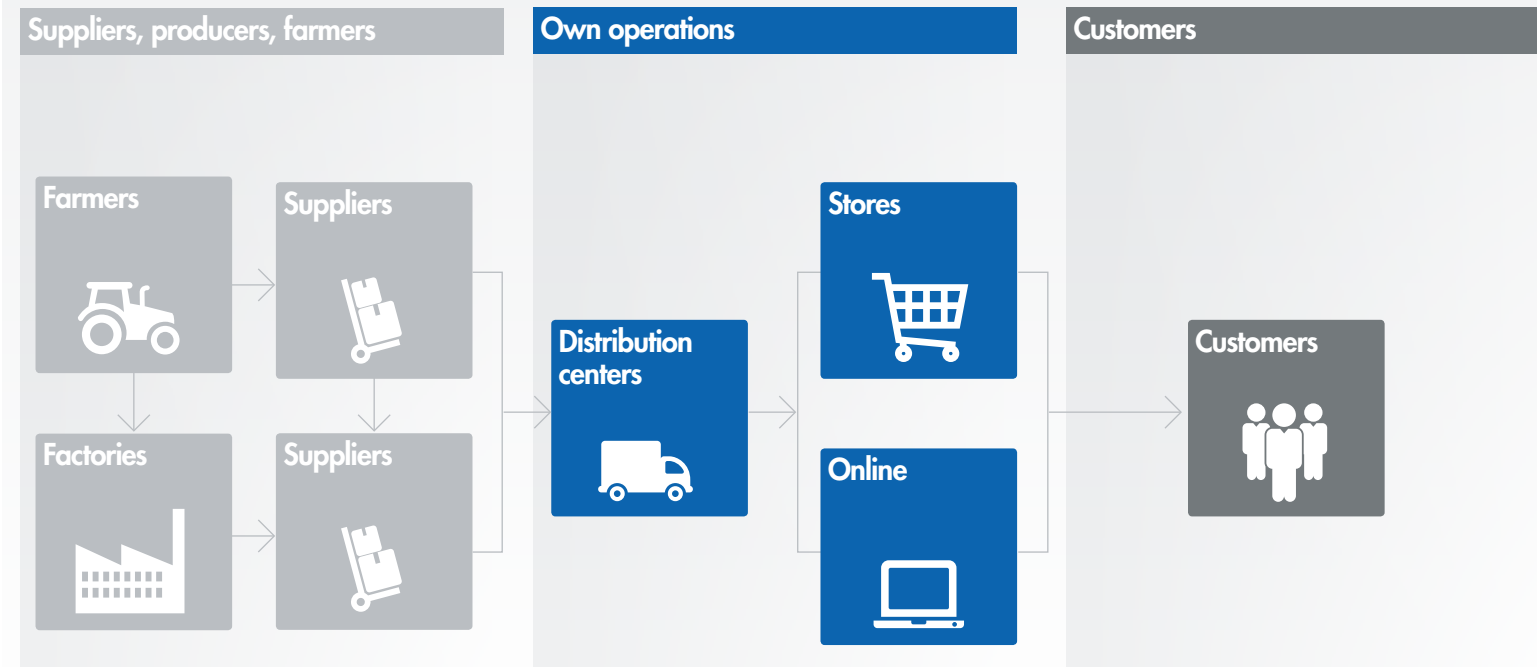 Suppliers, producers, farmers
Own operations
Customers
Farmers
Suppliers
Stores
Distribution
centers
Customers
Factories
Suppliers
Online